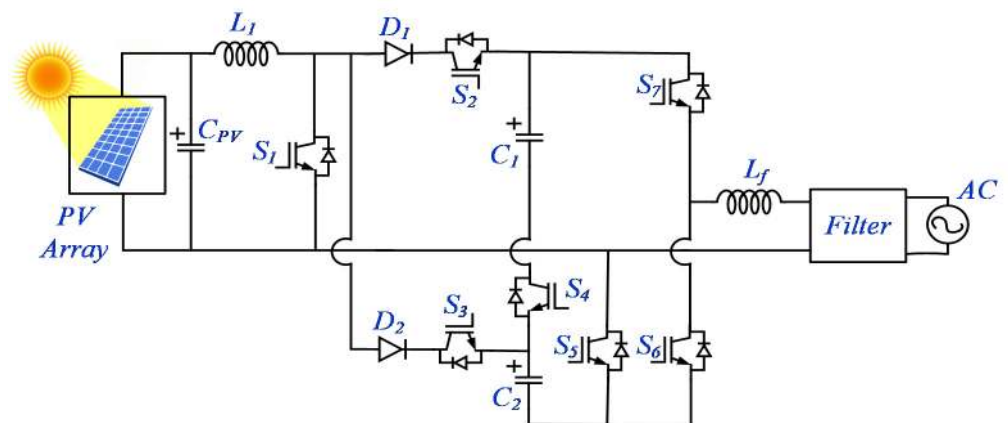 L1
D1
S2
S7
+
CPV
S1
+
C1
Lf
AC
Filter
PV
Array
S4
S3
D2
+
C2
S5
S6